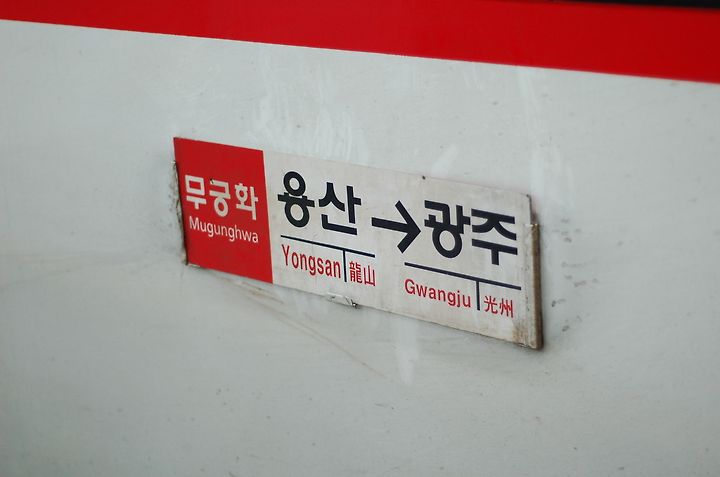 무궁화
Mugunghwa
용산→광주
Yongsan 龍山
Gwangju 光州